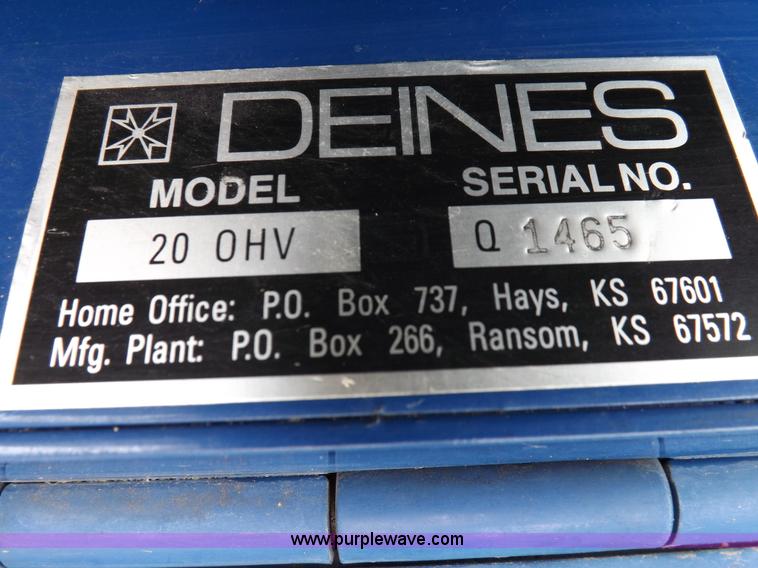 DEINES
MODEL SERIAL NO.
20 OHV Q 1465
Home Office: P.O. Box 737, Hays, KS 67601
Mfg. Plant: P.O. Box 266, Ransom, KS 67572
www.purplewave.com